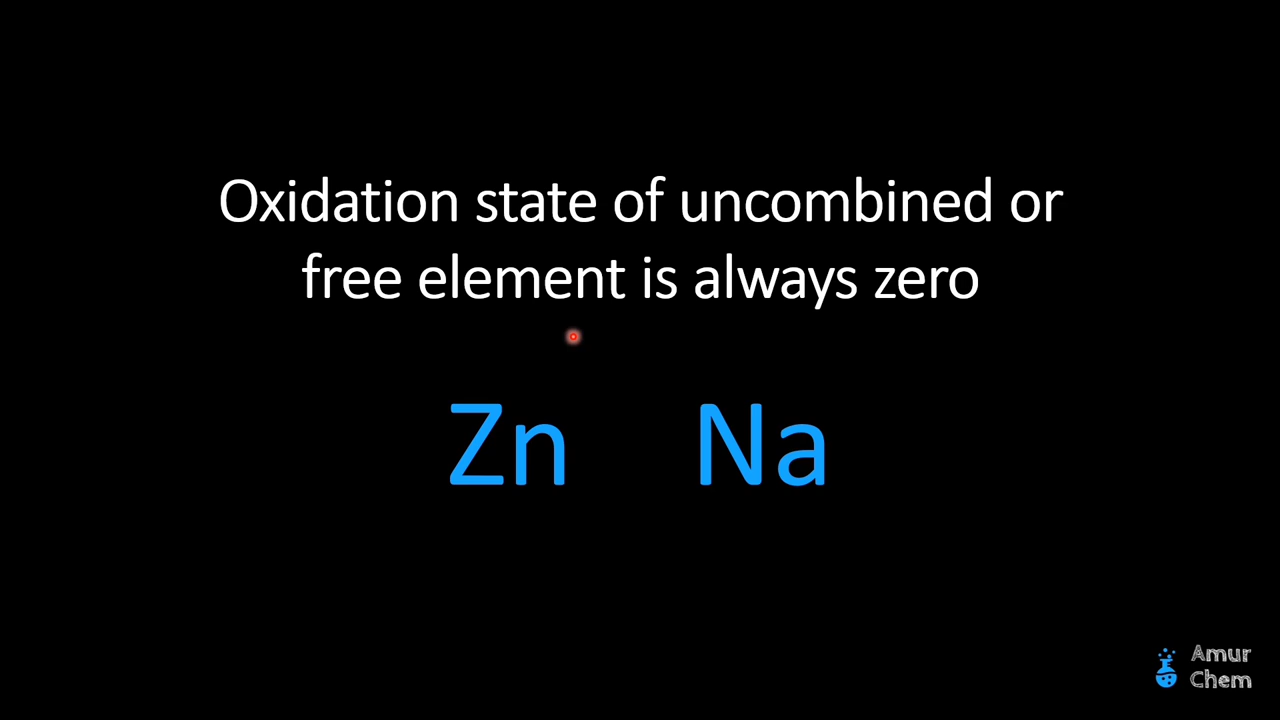 Oxidation state of uncombined or
free element is always zero
Zn Na
Amur
Chem